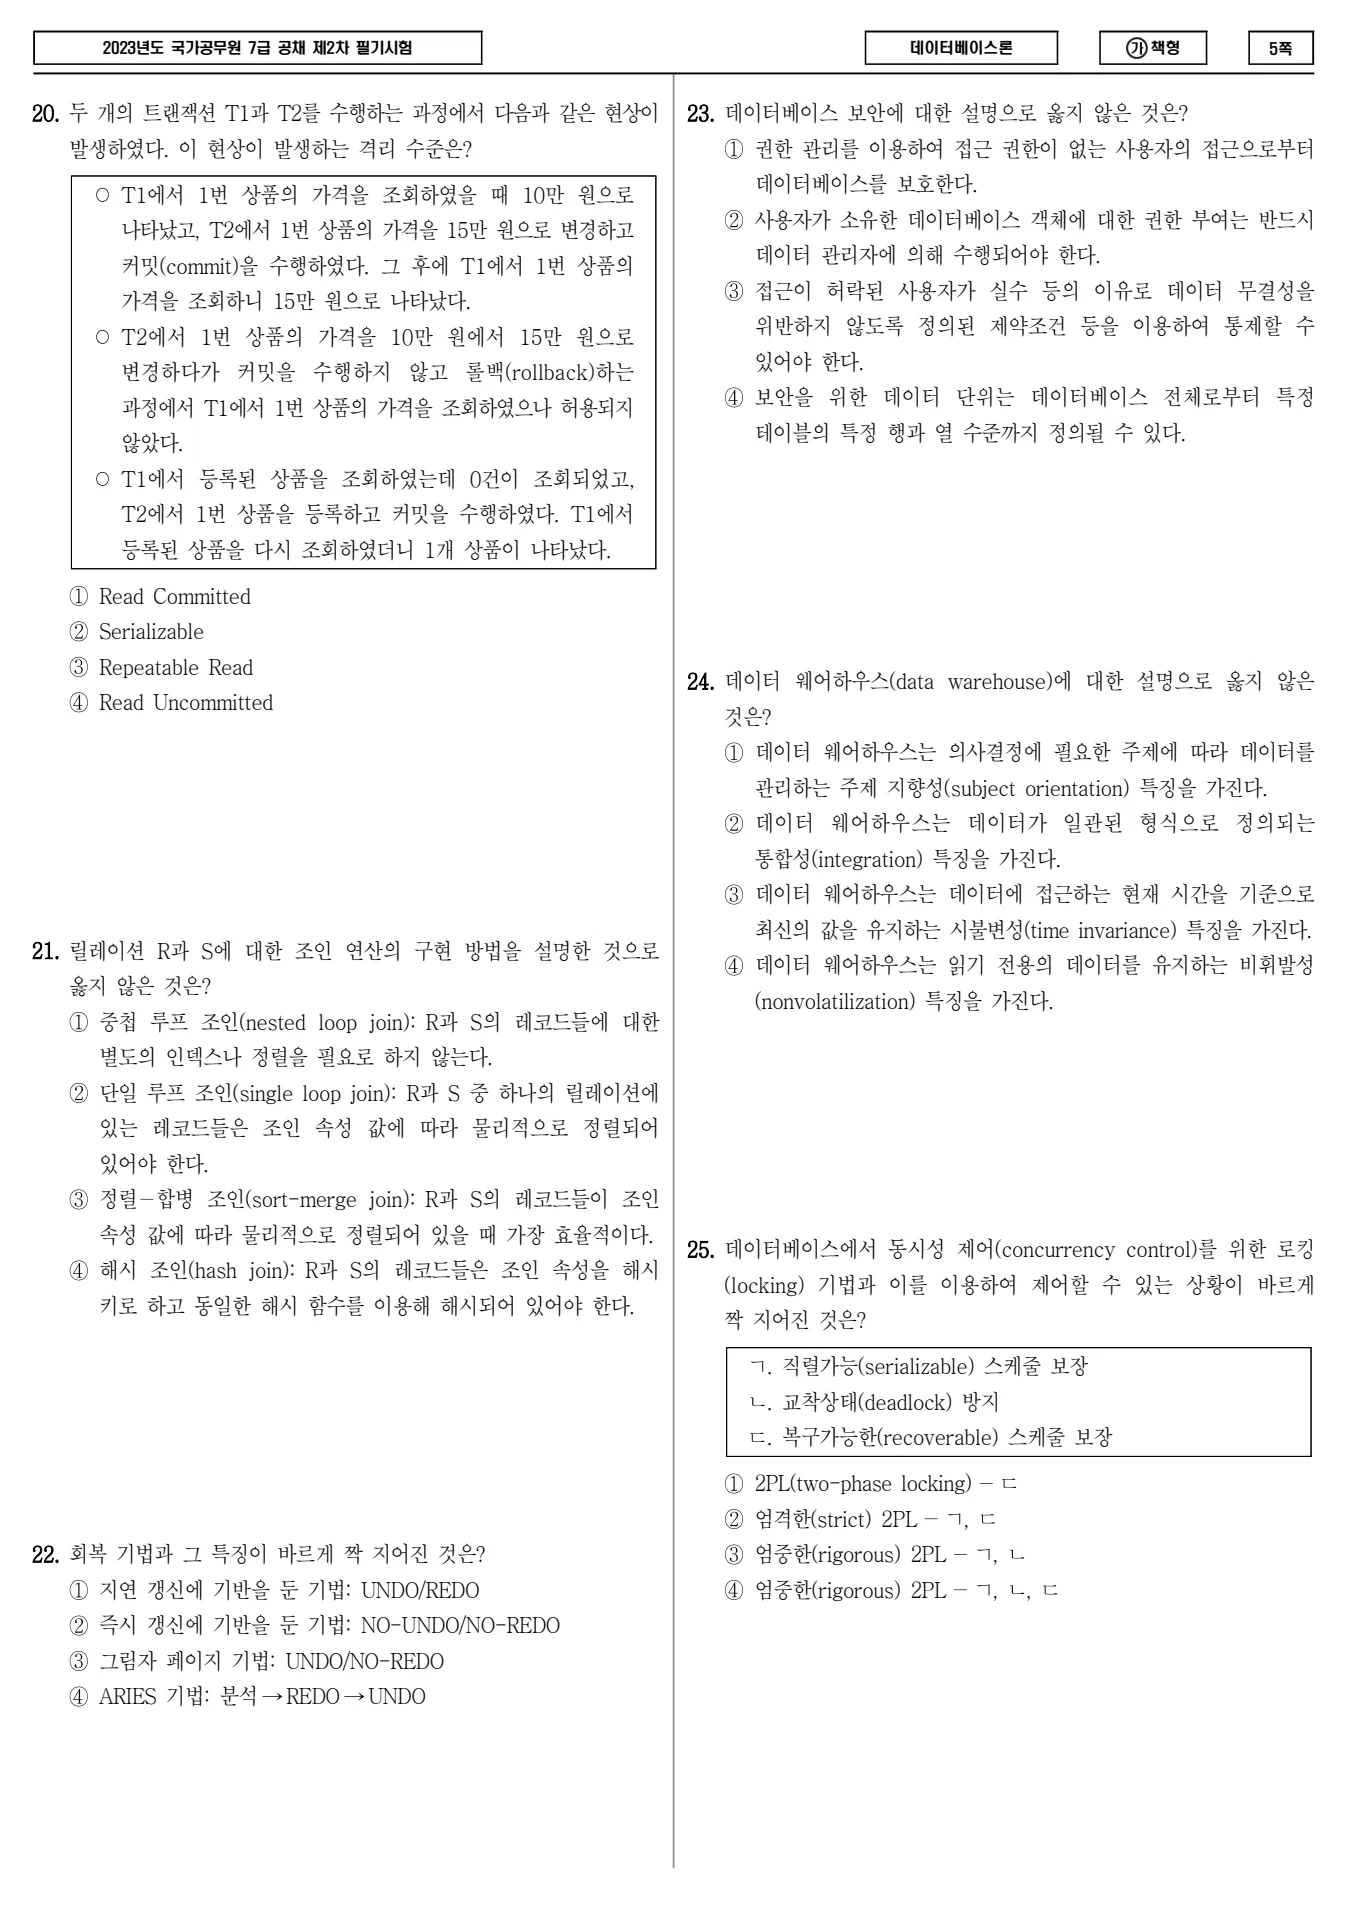 2023년도 국가공무원 7급 공채 제2차 필기시험
데이터베이스론
㉮ 책형
5쪽
20. 두 개의 트랜잭션 T1과 T2를 수행하는 과정에서 다음과 같은 현상이
발생하였다. 이 현상이 발생하는 격리 수준은?
○ T1에서 1번 상품의 가격을 조회하였을 때 10만 원으로
나타났고, T2에서 1번 상품의 가격을 15만 원으로 변경하고
커밋(commit)을 수행하였다. 그 후에 T1에서 1번 상품의
가격을 조회하니 15만 원으로 나타났다.
○ T2에서 1번 상품의 가격을 10만 원에서 15만 원으로
변경하다가 커밋을 수행하지 않고 롤백(rollback)하는
과정에서 T1에서 1번 상품의 가격을 조회하였으나 허용되지
않았다.
○ T1에서 등록된 상품을 조회하였는데 0건이 조회되었고,
T2에서 1번 상품을 등록하고 커밋을 수행하였다. T1에서
등록된 상품을 다시 조회하였더니 1개 상품이 나타났다.
① Read Committed
② Serializable
③ Repeatable Read
④ Read Uncommitted
21. 릴레이션 R과 S에 대한 조인 연산의 구현 방법을 설명한 것으로
옳지 않은 것은?
① 중첩 루프 조인(nested loop join): R과 S의 레코드들에 대한
별도의 인덱스나 정렬을 필요로 하지 않는다.
② 단일 루프 조인(single loop join): R과 S 중 하나의 릴레이션에
있는 레코드들은 조인 속성 값에 따라 물리적으로 정렬되어
있어야 한다.
③ 정렬－합병 조인(sort-merge join): R과 S의 레코드들이 조인
속성 값에 따라 물리적으로 정렬되어 있을 때 가장 효율적이다.
④ 해시 조인(hash join): R과 S의 레코드들은 조인 속성을 해시
키로 하고 동일한 해시 함수를 이용해 해시되어 있어야 한다.
22. 회복 기법과 그 특징이 바르게 짝 지어진 것은?
① 지연 갱신에 기반을 둔 기법: UNDO/REDO
② 즉시 갱신에 기반을 둔 기법: NO-UNDO/NO-REDO
③ 그림자 페이지 기법: UNDO/NO-REDO
④ ARIES 기법: 분석→REDO→UNDO
23. 데이터베이스 보안에 대한 설명으로 옳지 않은 것은?
① 권한 관리를 이용하여 접근 권한이 없는 사용자의 접근으로부터
데이터베이스를 보호한다.
② 사용자가 소유한 데이터베이스 객체에 대한 권한 부여는 반드시
데이터 관리자에 의해 수행되어야 한다.
③ 접근이 허락된 사용자가 실수 등의 이유로 데이터 무결성을
위반하지 않도록 정의된 제약조건 등을 이용하여 통제할 수
있어야 한다.
④ 보안을 위한 데이터 단위는 데이터베이스 전체로부터 특정
테이블의 특정 행과 열 수준까지 정의될 수 있다.
24. 데이터 웨어하우스(data warehouse)에 대한 설명으로 옳지 않은
것은?
① 데이터 웨어하우스는 의사결정에 필요한 주제에 따라 데이터를
관리하는 주제 지향성(subject orientation) 특징을 가진다.
② 데이터 웨어하우스는 데이터가 일관된 형식으로 정의되는
통합성(integration) 특징을 가진다.
③ 데이터 웨어하우스는 데이터에 접근하는 현재 시간을 기준으로
최신의 값을 유지하는 시불변성(time invariance) 특징을 가진다.
④ 데이터 웨어하우스는 읽기 전용의 데이터를 유지하는 비휘발성
(nonvolatilization) 특징을 가진다.
25. 데이터베이스에서 동시성 제어(concurrency control)를 위한 로킹
(locking) 기법과 이를 이용하여 제어할 수 있는 상황이 바르게
짝 지어진 것은?
ㄱ. 직렬가능(serializable) 스케줄 보장
ㄴ. 교착상태(deadlock) 방지
ㄷ. 복구가능한(recoverable) 스케줄 보장
① 2PL(two-phase locking)－ㄷ
② 엄격한(strict) 2PL－ㄱ, ㄷ
③ 엄중한(rigorous) 2PL－ㄱ, ㄴ
④ 엄중한(rigorous) 2PL－ㄱ, ㄴ, ㄷ